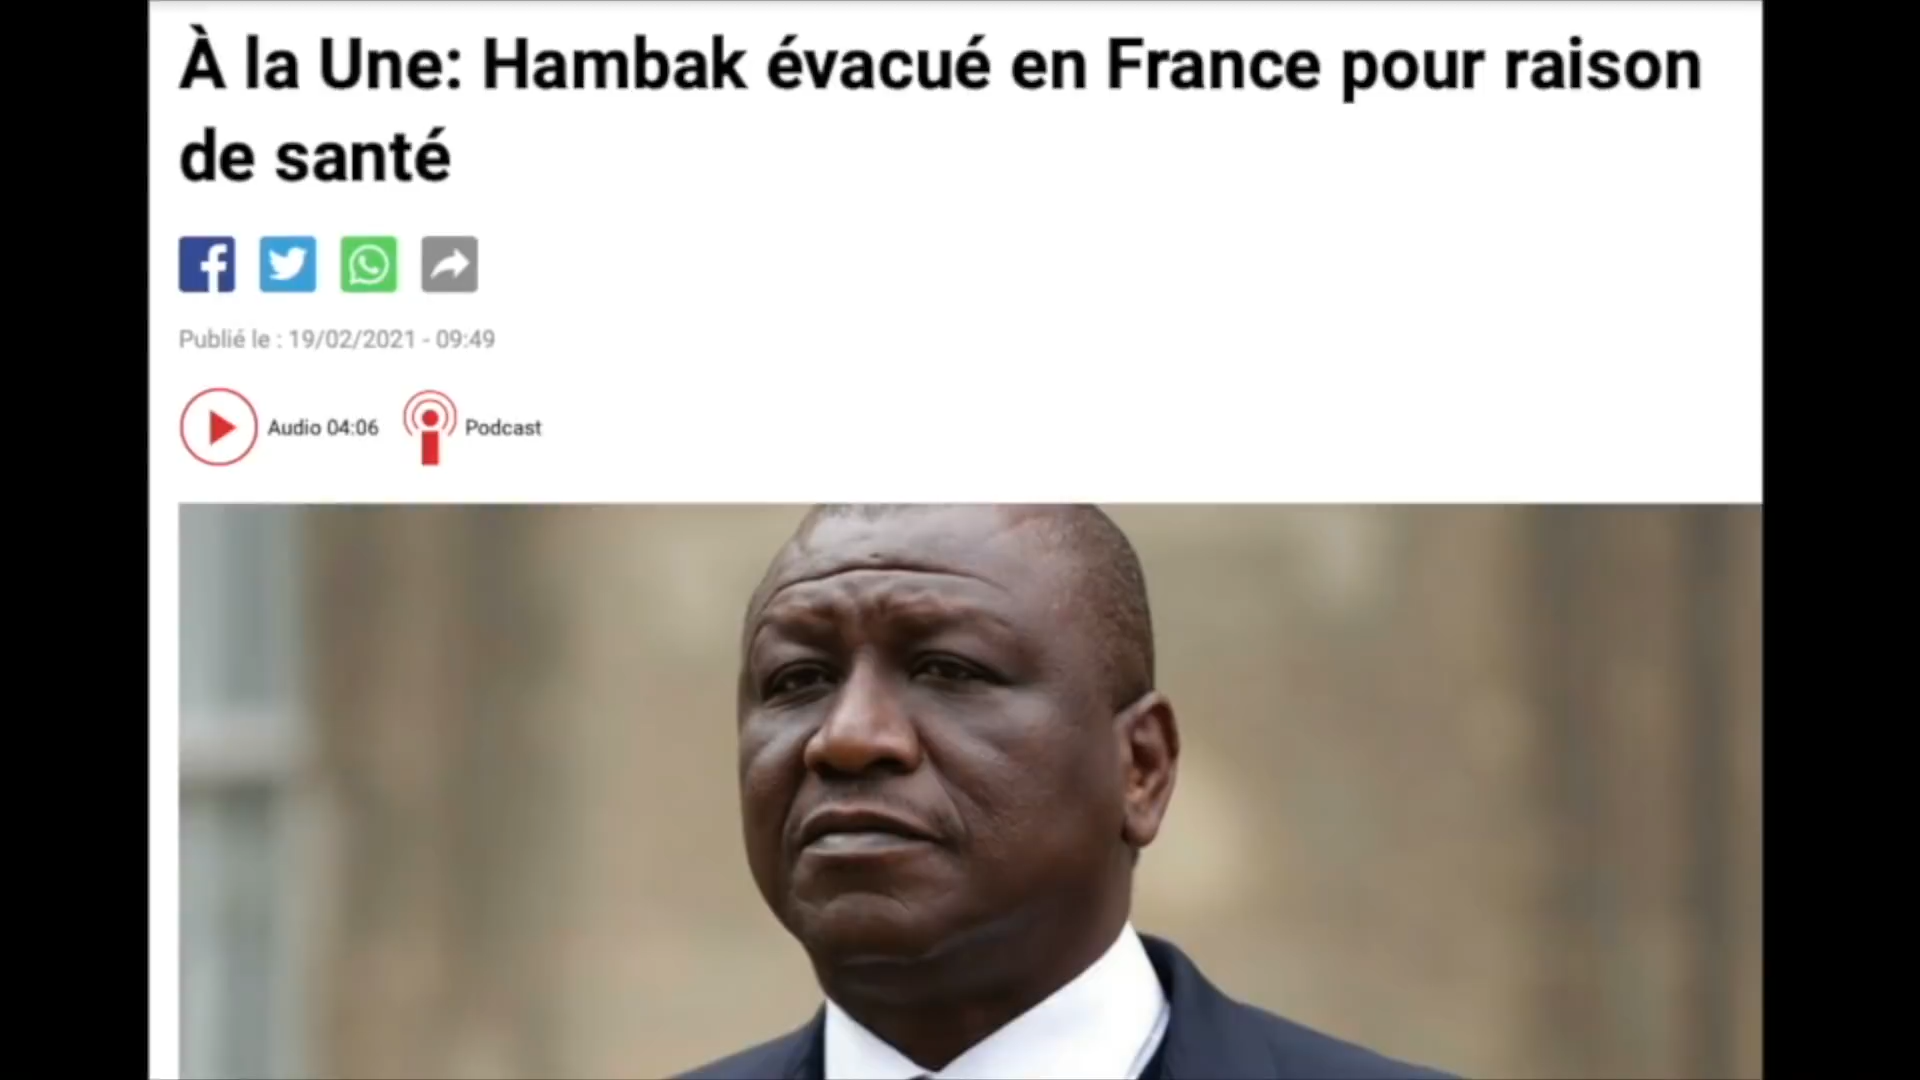 À la Une: Hambak évacué en France pour raison
de santé
Publié le : 19/02/2021 - 09:49
Audio 04:06
Podcast